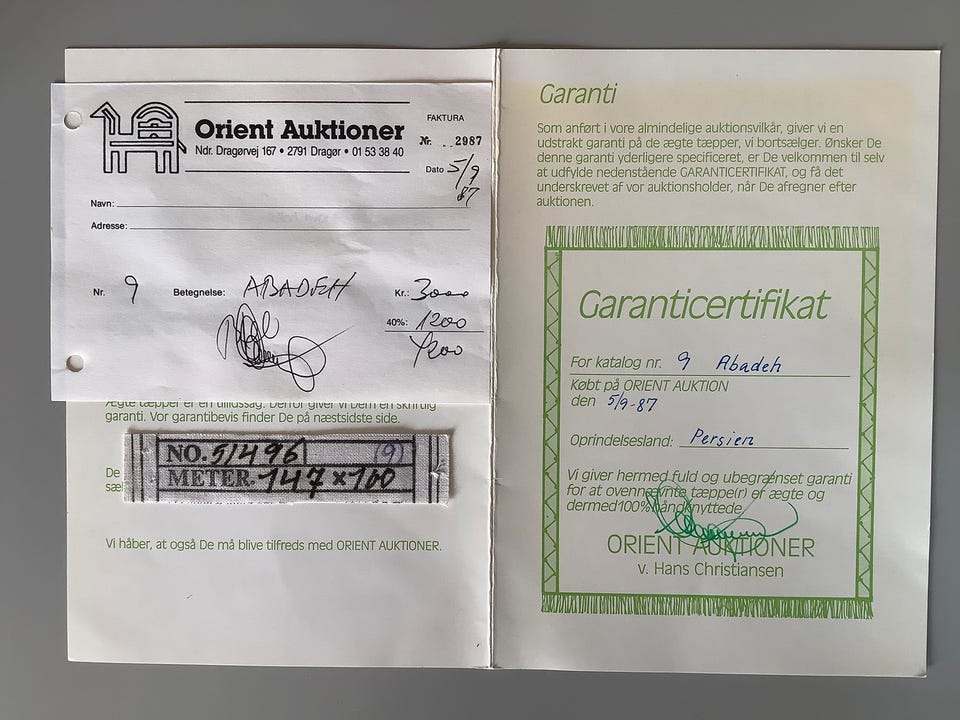 Orient Auktioner
Ndr. Dragørvej 167 • 2791 Dragør • 01 53 38 40
FAKTURA
Nr. 2987
Dato 5/9 87
Navn:
Adresse:
Nr. 9 Betegnelse: ABADEH Kr.: 3000
40%: 1200
4200
Ægte tæpper er en tillidssag. Derfor giver vi Dem en skriftlig
garanti. Vor garantibevis finder De på næstsidste side.
De
sæl
NO. 51496 (9)
METER. 147 x 100
Vi håber, at også De må blive tilfreds med ORIENT AUKTIONER.
Garanti
Som anført i vore almindelige auktionsvilkår, giver vi en
udstrakt garanti på de ægte tæpper, vi bortsælger. Ønsker De
denne garanti yderligere specificeret, er De velkommen til selv
at udfylde nedenstående GARANTICERTIFIKAT, og få det
underskrevet af vor auktionsholder, når De afregner efter
auktionen.
Garanticertifikat
For katalog nr. 9 Abadeh
Købt på ORIENT AUKTION
den 5/9-87
Oprindelsesland: Persien
Vi giver hermed fuld og ubegrænset garanti
for at ovennævnte tæppe(r) er ægte og
dermed 100% håndknyttede.
ORIENT AUKTIONER
v. Hans Christiansen